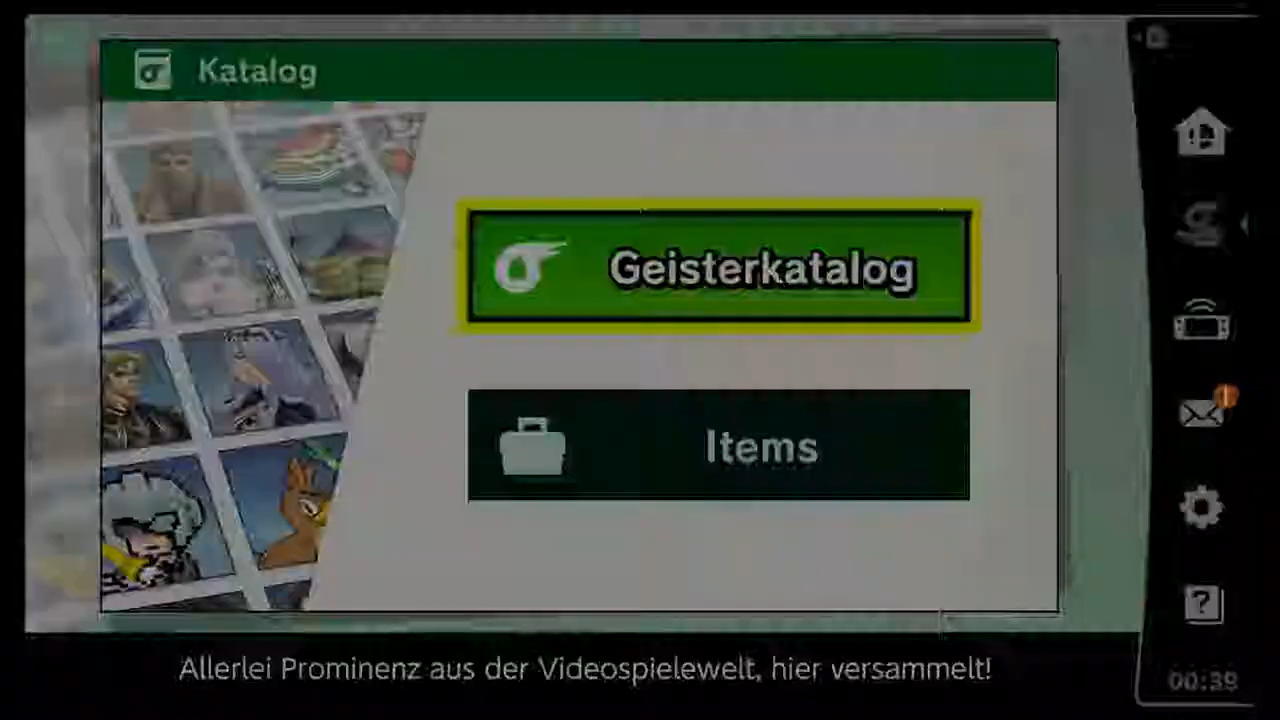 Katalog
Geisterkatalog
Items
Allerlei Prominenz aus der Videospielewelt, hier versammelt!
00:39